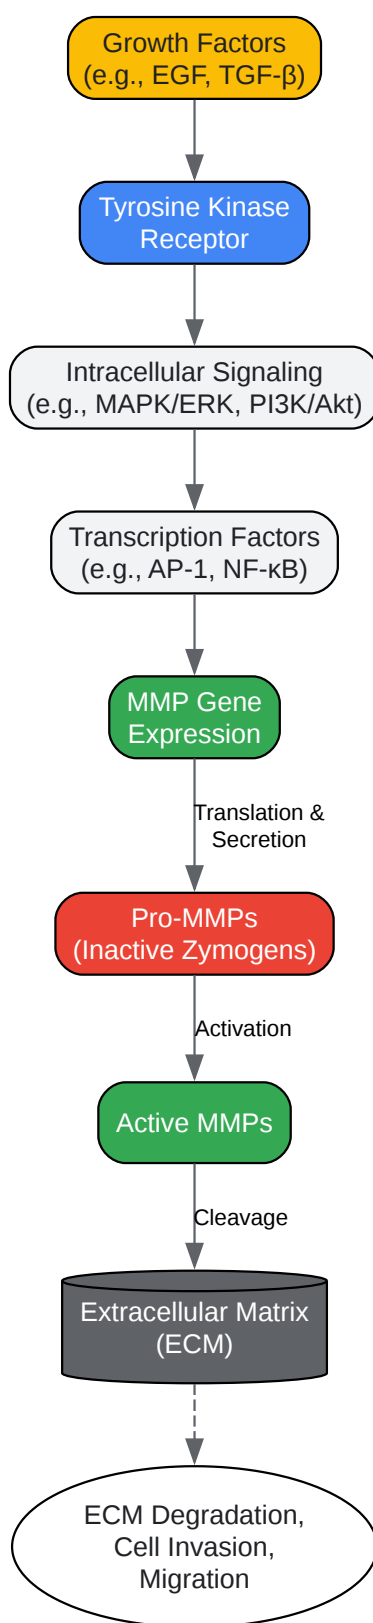 Growth Factors
(e.g., EGF, TGF-β)
Tyrosine Kinase
Receptor
Intracellular Signaling
(e.g., MAPK/ERK, PI3K/Akt)
Transcription Factors
(e.g., AP-1, NF-κB)
MMP Gene
Expression
Translation &
Secretion
Pro-MMPs
(Inactive Zymogens)
Activation
Active MMPs
Cleavage
Extracellular Matrix
(ECM)
ECM Degradation,
Cell Invasion,
Migration